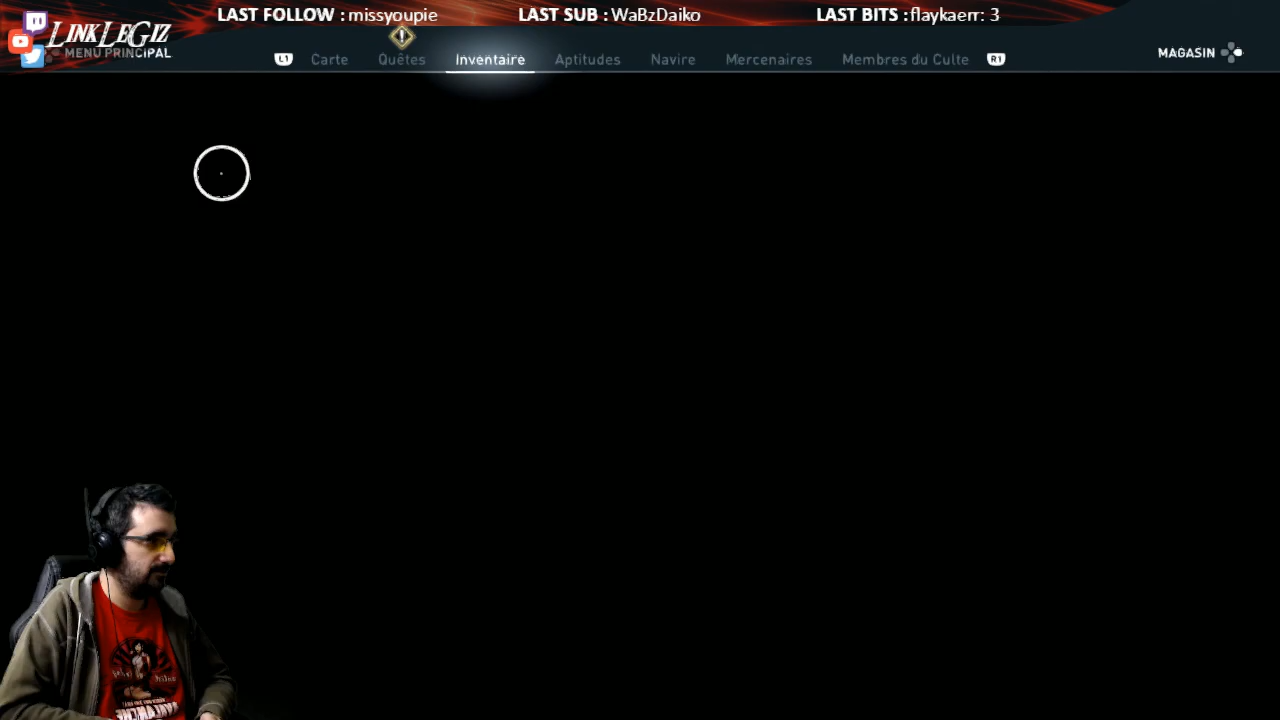 LAST FOLLOW : missyoupie LAST SUB : WaBzDaiko LAST BITS : flaykaerr: 3
LINKLEGIZ
MENU PRINCIPAL L1 Carte Quêtes Inventaire Aptitudes Navire Mercenaires Membres du Culte R1 MAGASIN